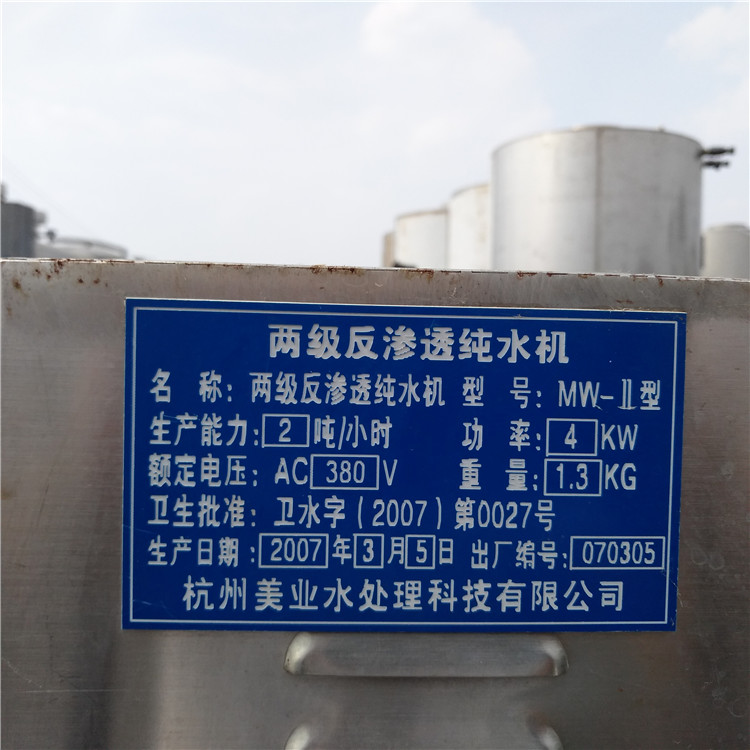 两级反渗透纯水机
名 称: 两级反渗透纯水机 型 号: MW-Ⅱ型
生产能力: 2 吨/小时 功 率: 4 KW
额定电压: AC 380 V 重 量: 1.3 KG
卫生批准: 卫水字(2007)第0027号
生产日期: 2007 年 3 月 5 日 出厂编号: 070305
杭州美业水处理科技有限公司